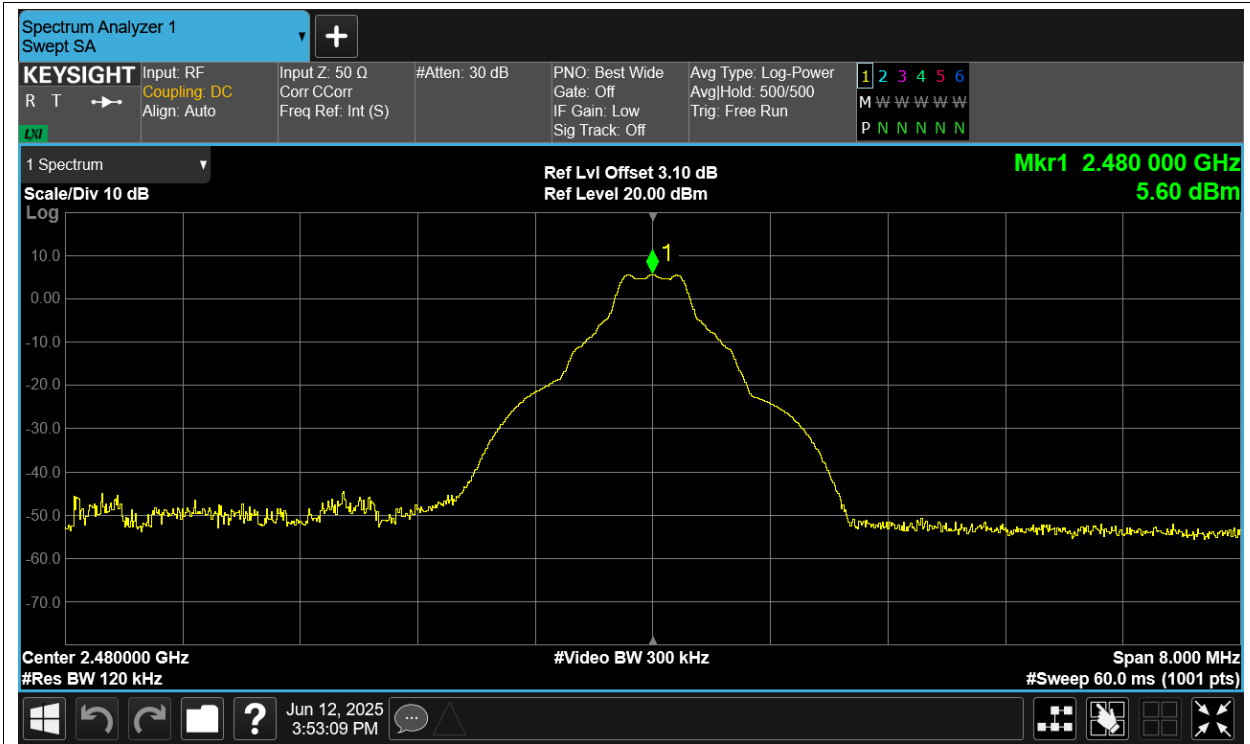 Spectrum Analyzer 1
Swept SA
KEYSIGHT
R T
LXI
Input: RF
Coupling: DC
Align: Auto
Input Z: 50 Ω
Corr CCorr
Freq Ref: Int (S)
#Atten: 30 dB
PNO: Best Wide
Gate: Off
IF Gain: Low
Sig Track: Off
Avg Type: Log-Power
Avg|Hold: 500/500
Trig: Free Run
1 2 3 4 5 6
M W W W W W
P N N N N N
1 Spectrum
Scale/Div 10 dB
Log
Ref Lvl Offset 3.10 dB
Ref Level 20.00 dBm
Mkr1 2.480 000 GHz
5.60 dBm
1
10.0
0.00
-10.0
-20.0
-30.0
-40.0
-50.0
-60.0
-70.0
Center 2.480000 GHz
#Video BW 300 kHz
Span 8.000 MHz
#Res BW 120 kHz
#Sweep 60.0 ms (1001 pts)
?
Jun 12, 2025
3:53:09 PM